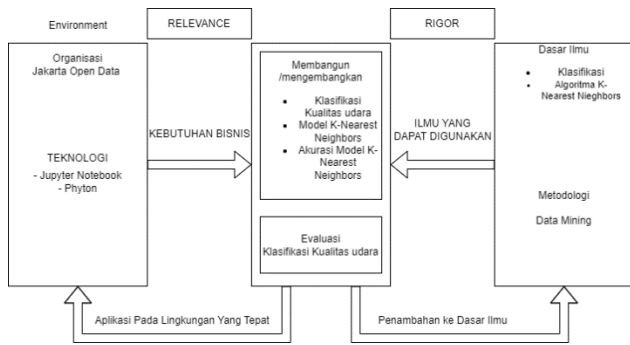 Environment
RELEVANCE
RIGOR
Organisasi
Jakarta Open Data
TEKNOLOGI
- Jupyter Notebook
- Phyton
KEBUTUHAN BISNIS
Membangun
/mengembangkan
• Klasifikasi
Kualitas udara
• Model K-Nearest
Neighbors
• Akurasi Model K-
Nearest
Neighbors
Evaluasi
Klasifikasi Kualitas udara
ILMU YANG
DAPAT DIGUNAKAN
Dasar Ilmu
• Klasifikasi
• Algoritma K-
Nearest Nieghbors
Metodologi
Data Mining
Aplikasi Pada Lingkungan Yang Tepat
Penambahan ke Dasar Ilmu